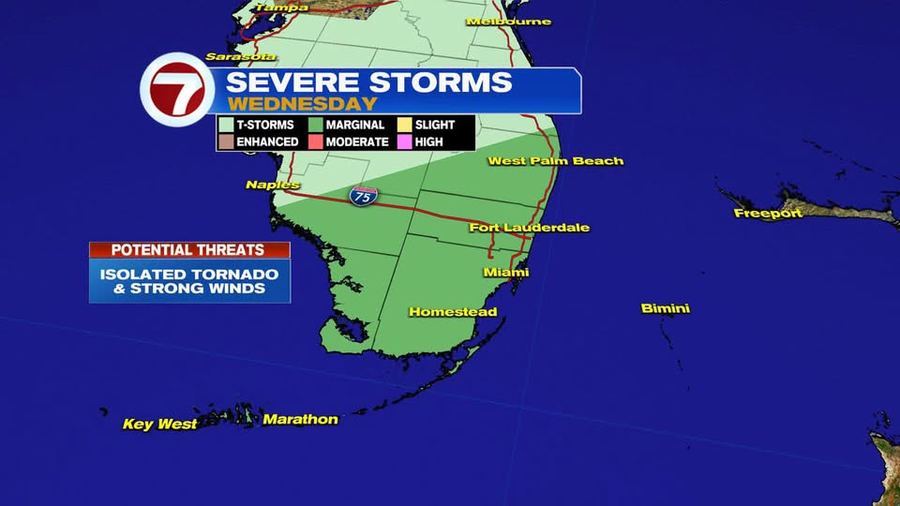 Tampa
Melbourne
Sarasota
7
SEVERE STORMS
WEDNESDAY
T-STORMS MARGINAL SLIGHT
ENHANCED MODERATE HIGH
West Palm Beach
Naples
75
Freeport
Fort Lauderdale
POTENTIAL THREATS
ISOLATED TORNADO
& STRONG WINDS
Miami
Homestead
Bimini
Key West
Marathon